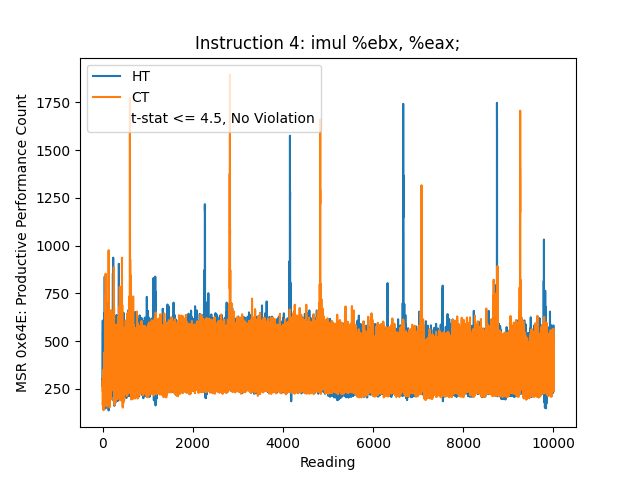 Instruction 4: imul %ebx, %eax;
HT
CT
t-stat <= 4.5, No Violation
MSR 0x64E: Productive Performance Count
1750
1500
1250
1000
750
500
250
0
2000
4000
6000
8000
10000
Reading